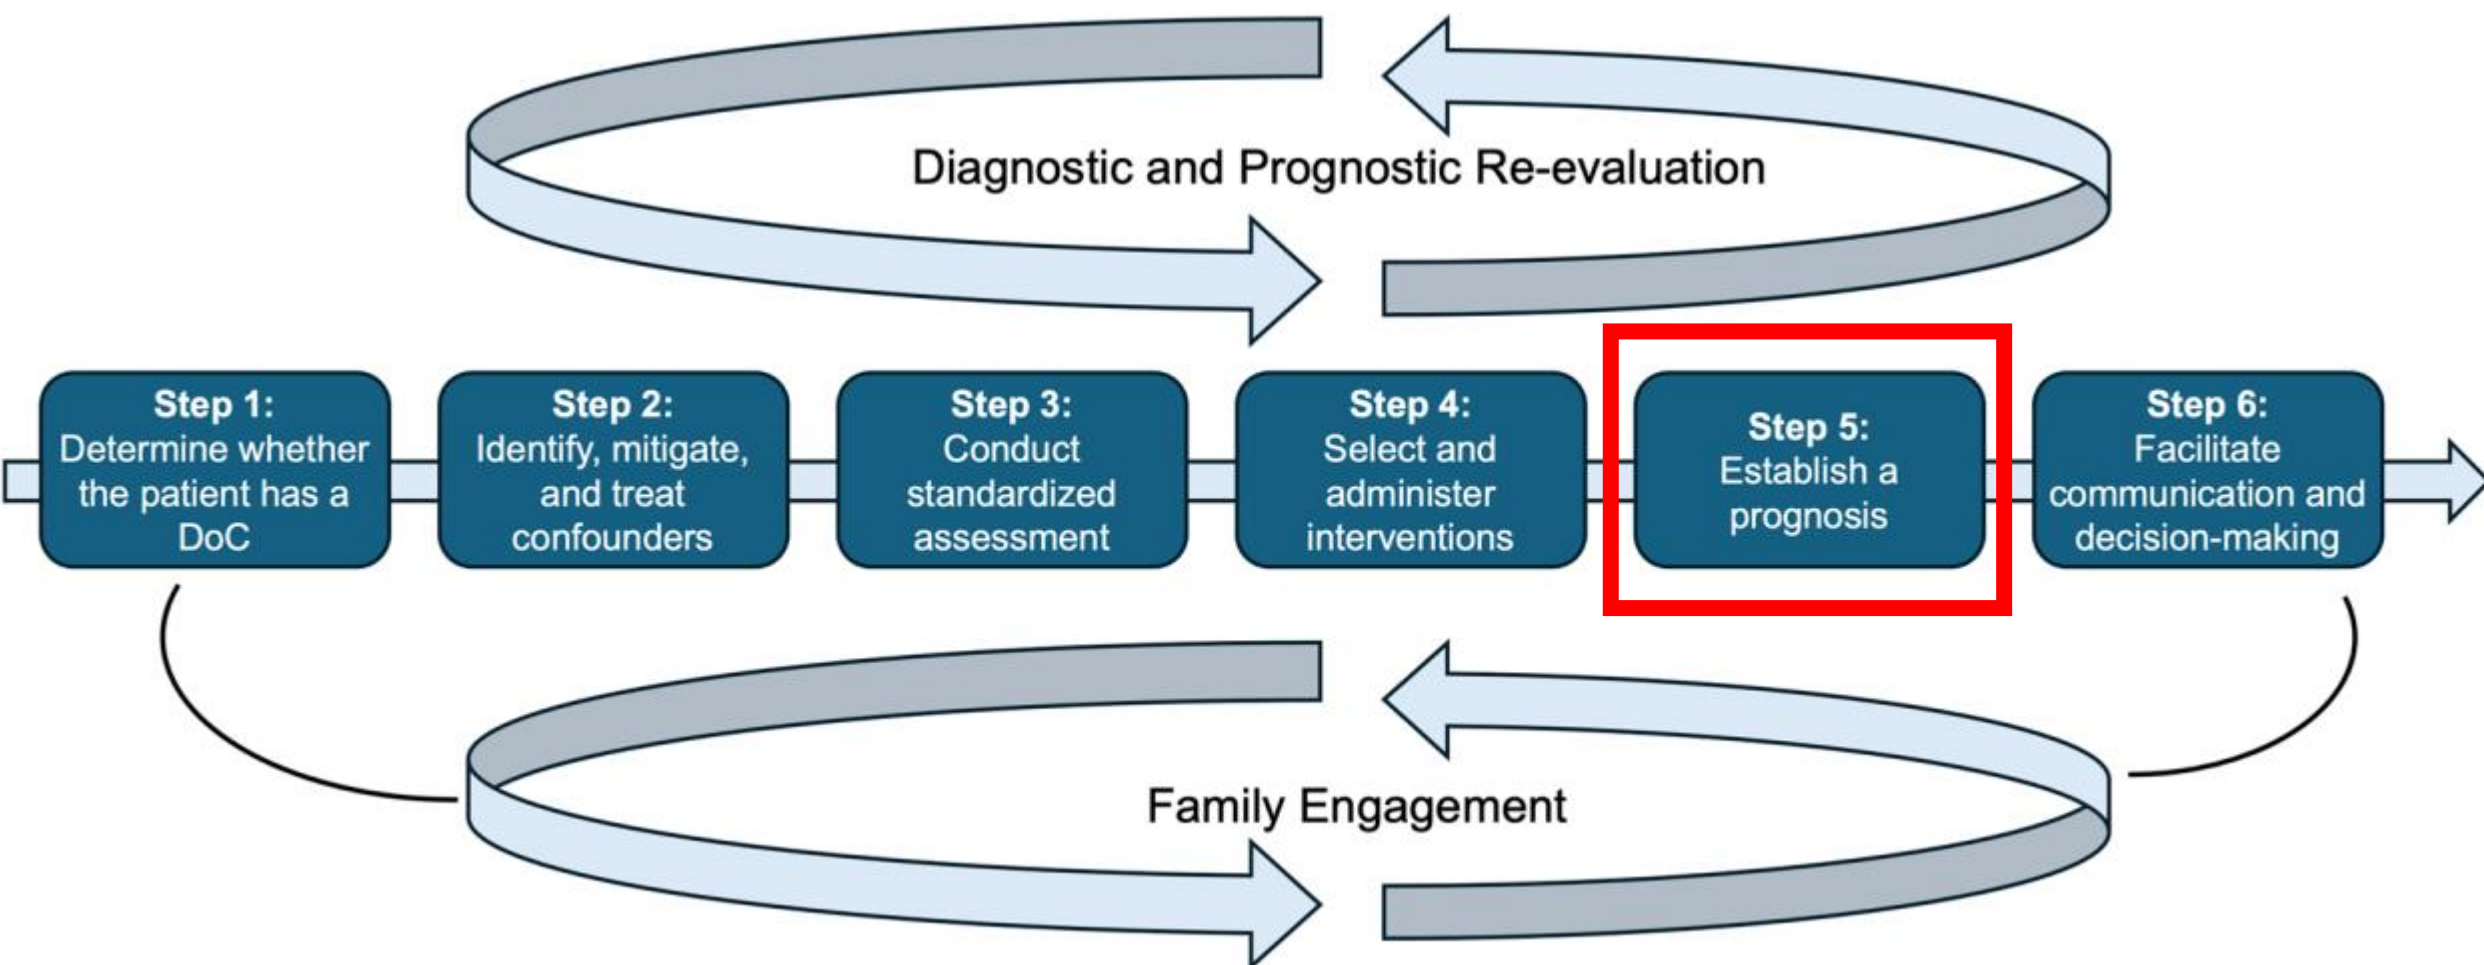 Diagnostic and Prognostic Re-evaluation
Step 1:
Determine whether
the patient has a
DoC
Step 2:
Identify, mitigate,
and treat
confounders
Step 3:
Conduct
standardized
assessment
Step 4:
Select and
administer
interventions
Step 5:
Establish a
prognosis
Step 6:
Facilitate
communication and
decision-making
Family Engagement